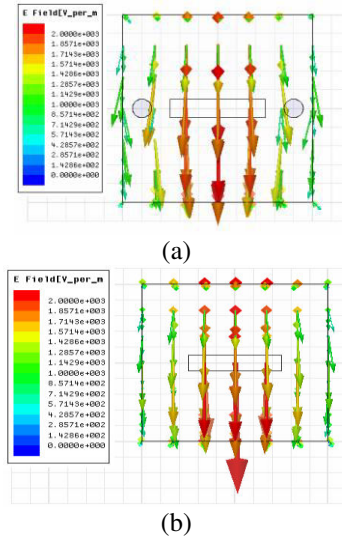 E Field[V_per_m
2.0000e+003
1.8571e+003
1.7143e+003
1.5714e+003
1.4286e+003
1.2857e+003
1.1429e+003
1.0000e+003
8.5714e+002
7.1429e+002
5.7143e+002
4.2857e+002
2.8571e+002
1.4286e+002
0.0000e+000
(a)
E Field[V_per_m
2.0000e+003
1.8571e+003
1.7143e+003
1.5714e+003
1.4286e+003
1.2857e+003
1.1429e+003
1.0000e+003
8.5714e+002
7.1429e+002
5.7143e+002
4.2857e+002
2.8571e+002
1.4286e+002
0.0000e+000
(b)